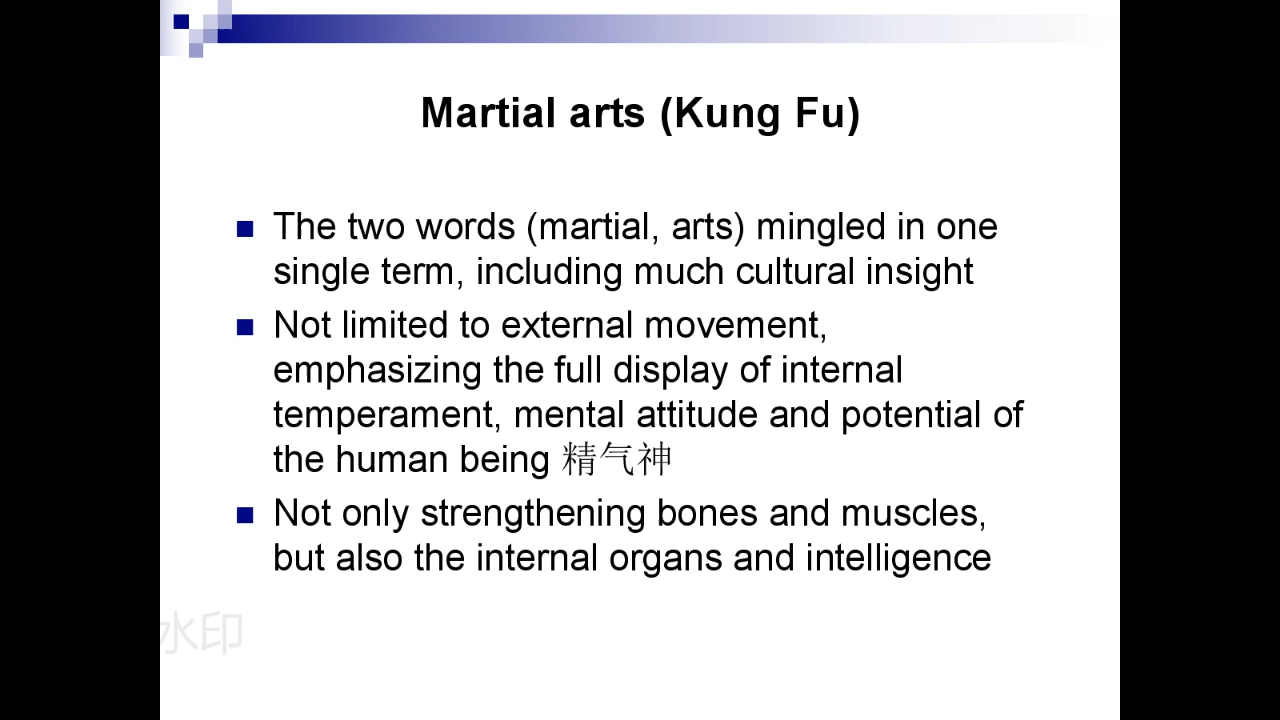 Martial arts (Kung Fu)
The two words (martial, arts) mingled in one
single term, including much cultural insight
Not limited to external movement,
emphasizing the full display of internal
temperament, mental attitude and potential of
the human being 精气神
Not only strengthening bones and muscles,
but also the internal organs and intelligence
水印